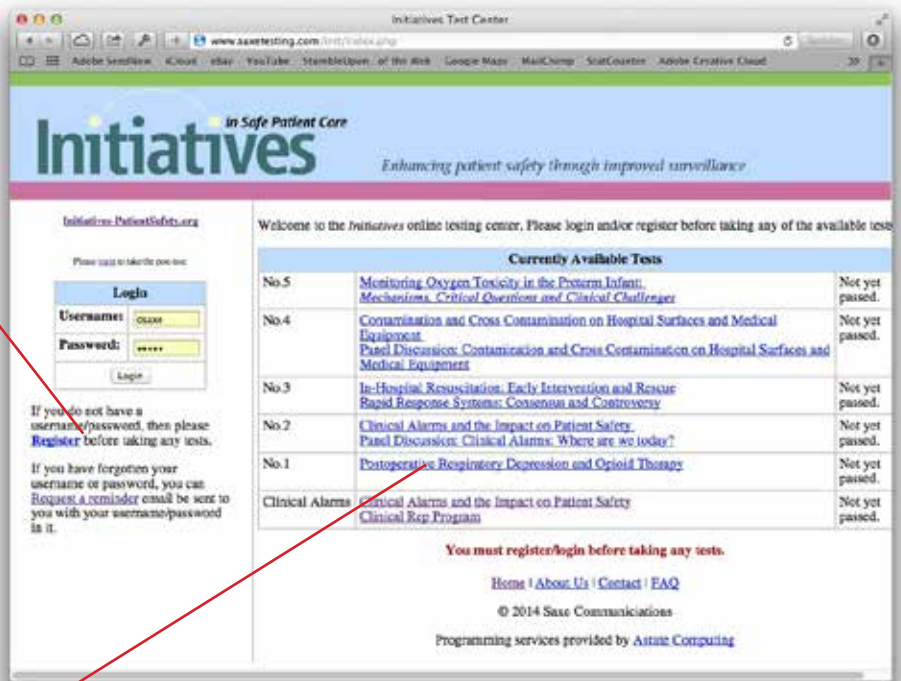 Initiatives Test Center
www.saxetesting.com/init/index.php
iCloud eBay YouTube StumbleUpon Google Maps MailChimp StatCounter Adobe Creative Cloud
in Safe Patient Care
Initiatives
Enhancing patient safety through improved surveillance
Initiatives-PatientSafety.org
Please login to take the post-test
Login
Username:
Password: •••••
Login
If you do not have a
username/password, then please
Register before taking any tests.
If you have forgotten your
username or password, you can
Request a reminder email be sent to
you with your username/password
in it.
Welcome to the Initiatives online testing center. Please login and/or register before taking any of the available tests
Currently Available Tests
No.5 Monitoring Oxygen Toxicity in the Preterm Infant: Not yet
Mechanisms, Critical Questions and Clinical Challenges passed.
No.4 Contamination and Cross Contamination on Hospital Surfaces and Medical Not yet
Equipment passed.
Panel Discussion: Contamination and Cross Contamination on Hospital Surfaces and
Medical Equipment
No.3 In-Hospital Resuscitation: Early Intervention and Rescue Not yet
Rapid Response Systems: Consensus and Controversy passed.
No.2 Clinical Alarms and the Impact on Patient Safety Not yet
Panel Discussion: Clinical Alarms: Where are we today? passed.
No.1 Postoperative Respiratory Depression and Opioid Therapy Not yet
passed.
Clinical Alarms Clinical Alarms and the Impact on Patient Safety Not yet
Clinical Rep Program passed.
You must register/login before taking any tests.
Home | About Us | Contact | FAQ
© 2014 Saxe Communiciations
Programming services provided by Astute Computing